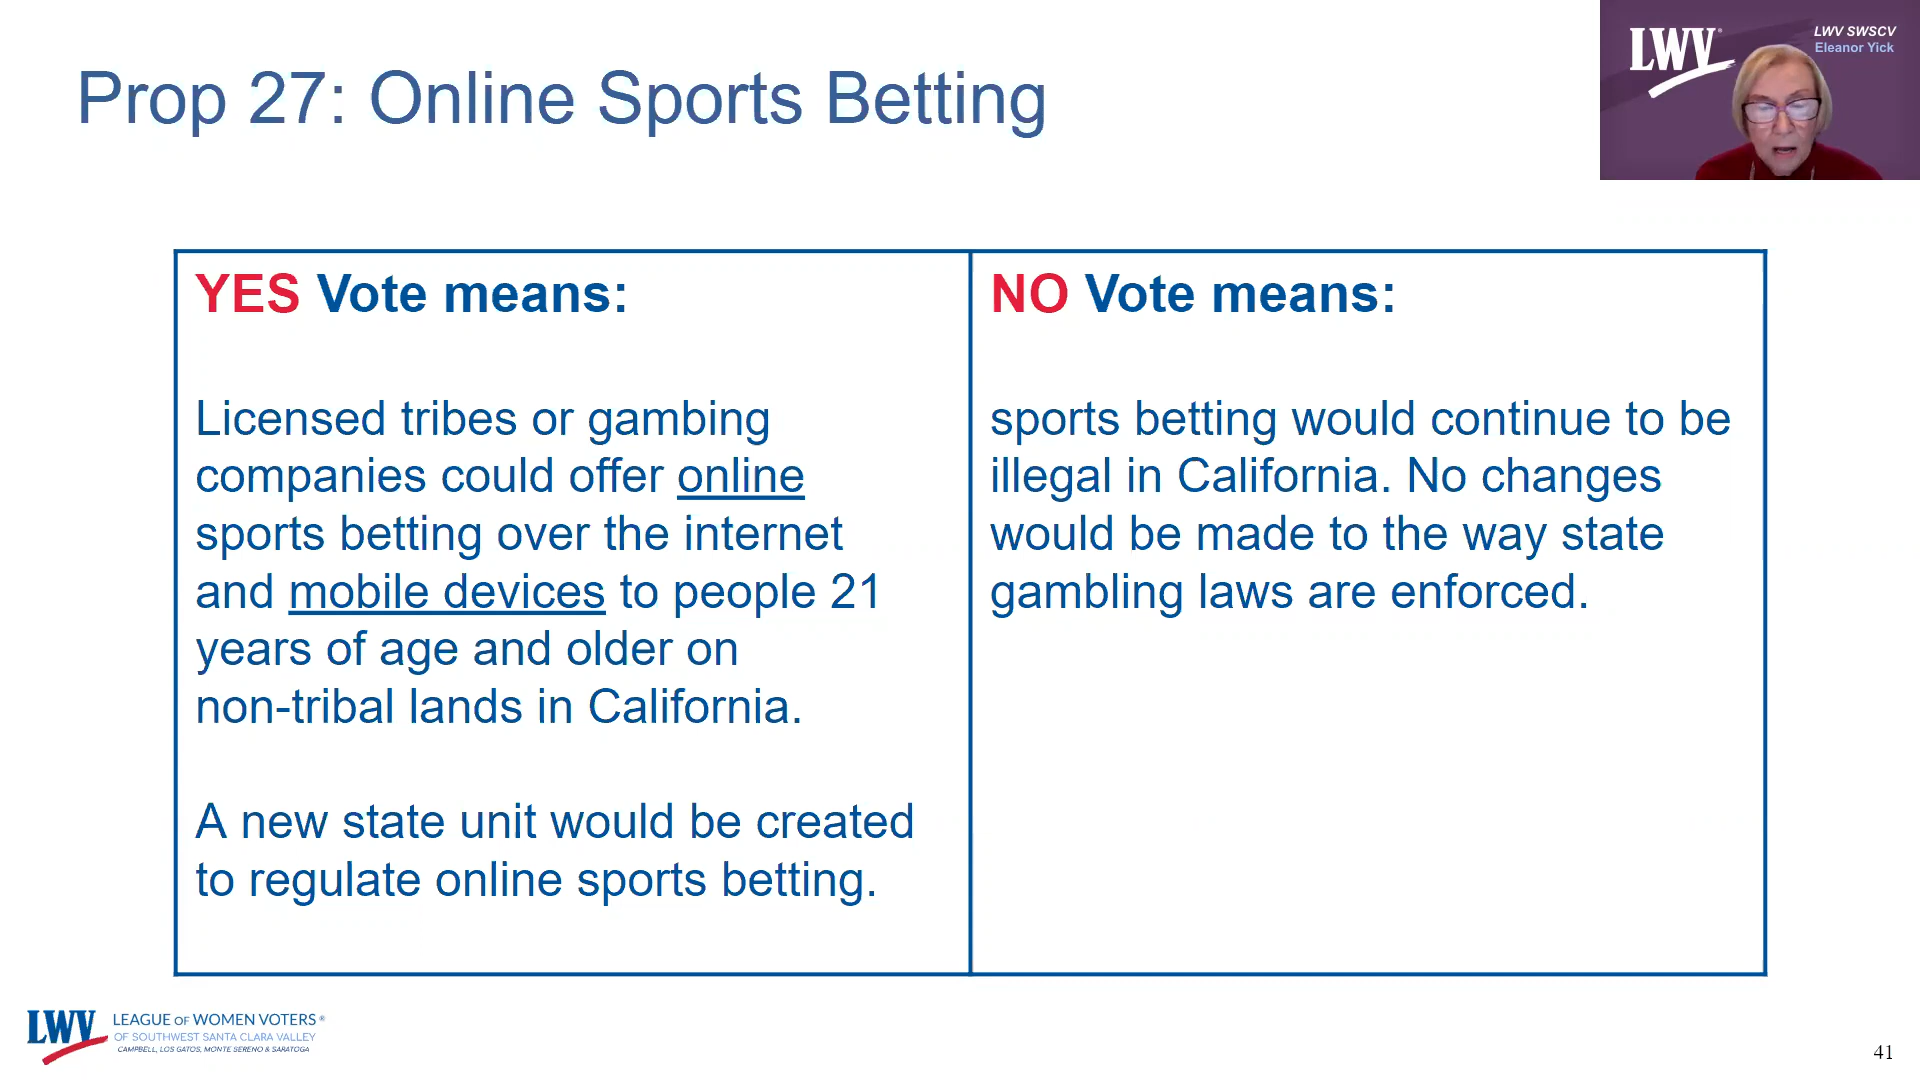 Prop 27: Online Sports Betting
LWV®
LWV SWSCV
Eleanor Yick
YES Vote means:
Licensed tribes or gambing
companies could offer online
sports betting over the internet
and mobile devices to people 21
years of age and older on
non-tribal lands in California.
A new state unit would be created
to regulate online sports betting.
NO Vote means:
sports betting would continue to be
illegal in California. No changes
would be made to the way state
gambling laws are enforced.
LWV
LEAGUE OF WOMEN VOTERS®
OF SOUTHWEST SANTA CLARA VALLEY
CAMPBELL, LOS GATOS, MONTE SERENO & SARATOGA
41